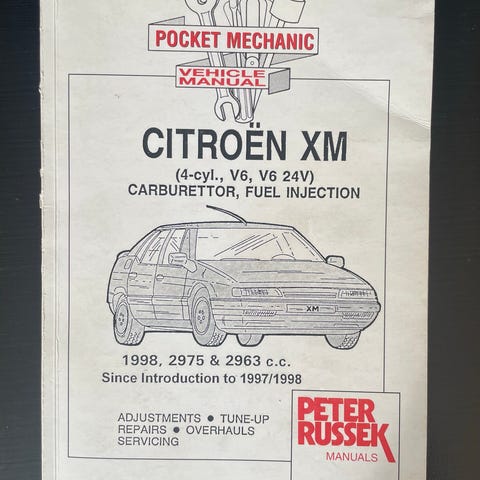 POCKET MECHANIC
VEHICLE
MANUAL
CITROËN XM
(4-cyl., V6, V6 24V)
CARBURETTOR, FUEL INJECTION
XM
1998, 2975 & 2963 c.c.
Since Introduction to 1997/1998
ADJUSTMENTS ● TUNE-UP
REPAIRS ● OVERHAULS
SERVICING
PETER
RUSSEK
MANUALS